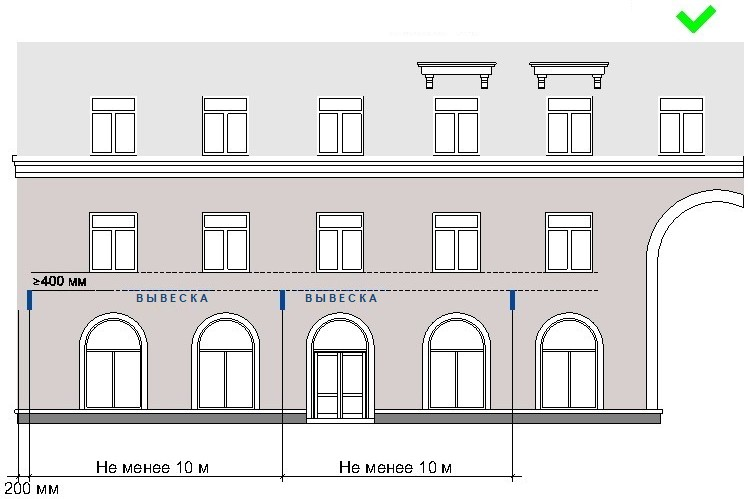 ≥400 мм
ВЫВЕСКА ВЫВЕСКА
Не менее 10 м Не менее 10 м
200 мм